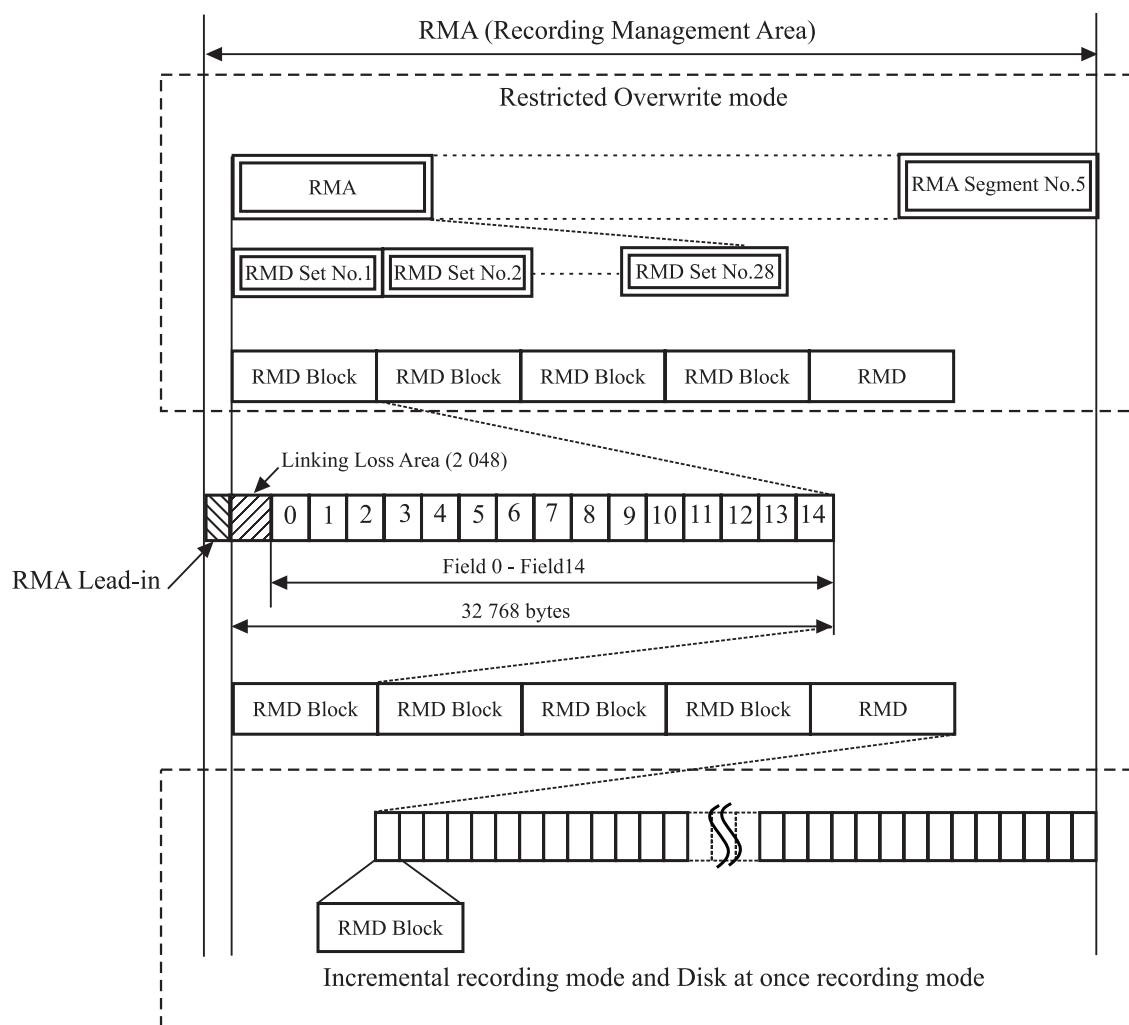 RMA (Recording Management Area)
Restricted Overwrite mode
RMA
RMA Segment No.5
RMD Set No.1
RMD Set No.2
RMD Set No.28
RMD Block
RMD Block
RMD Block
RMD Block
RMD
Linking Loss Area (2 048)
0 1 2 3 4 5 6 7 8 9 10 11 12 13 14
Field 0 - Field14
RMA Lead-in
32 768 bytes
RMD Block
RMD Block
RMD Block
RMD Block
RMD
RMD Block
Incremental recording mode and Disk at once recording mode